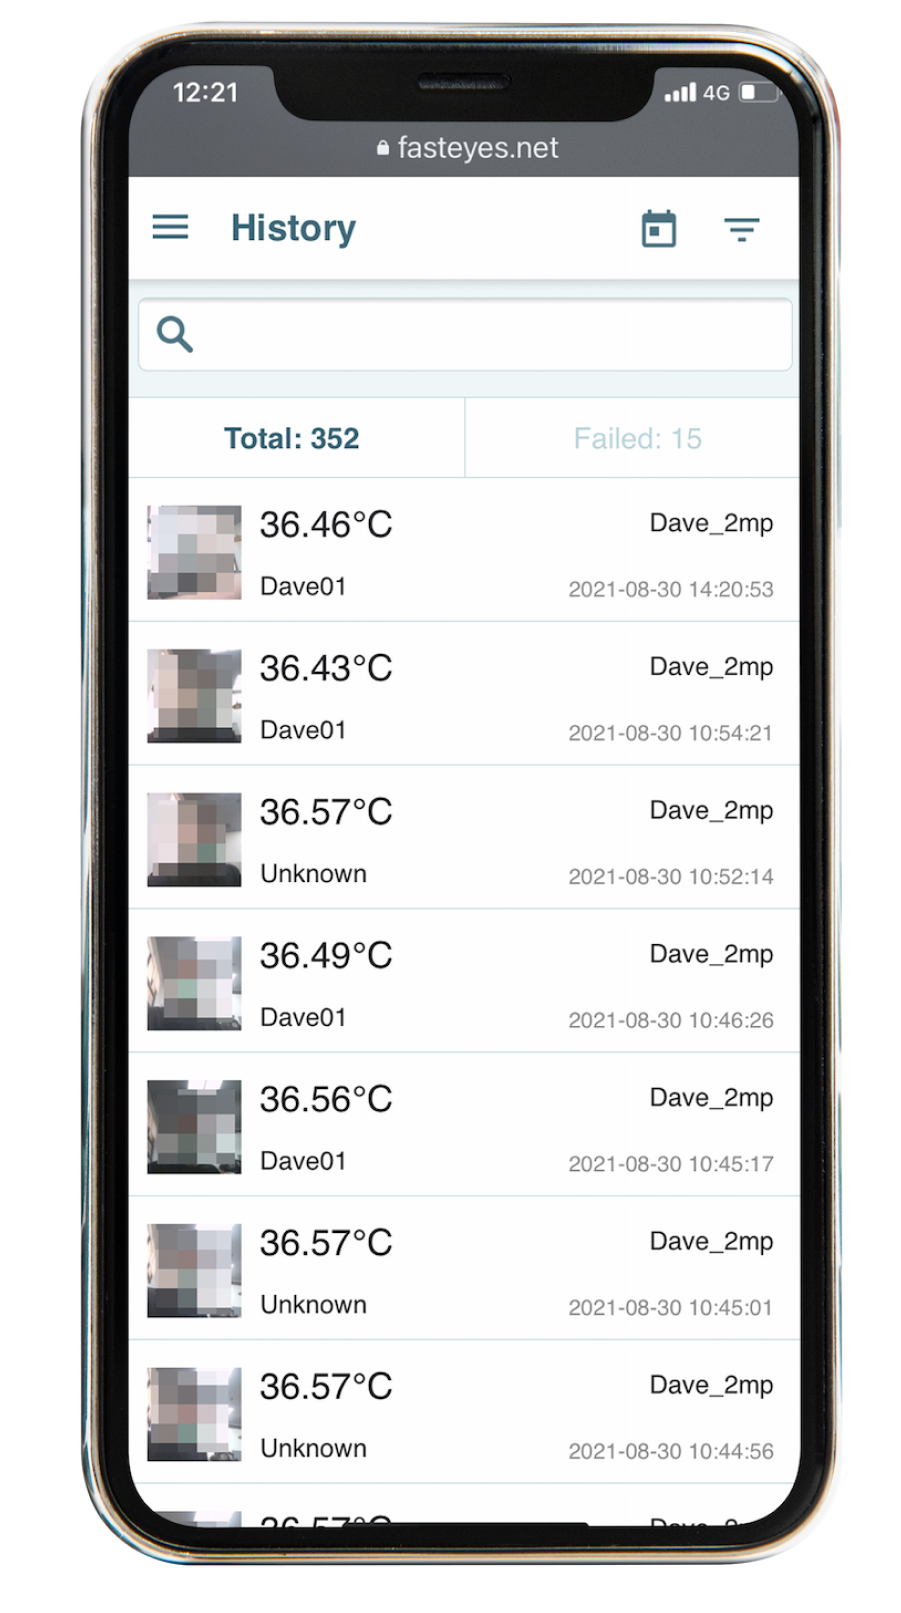 12:21 4G
fasteyes.net
History
Total: 352 Failed: 15
36.46°C Dave_2mp
Dave01 2021-08-30 14:20:53
36.43°C Dave_2mp
Dave01 2021-08-30 10:54:21
36.57°C Dave_2mp
Unknown 2021-08-30 10:52:14
36.49°C Dave_2mp
Dave01 2021-08-30 10:46:26
36.56°C Dave_2mp
Dave01 2021-08-30 10:45:17
36.57°C Dave_2mp
Unknown 2021-08-30 10:45:01
36.57°C Dave_2mp
Unknown 2021-08-30 10:44:56